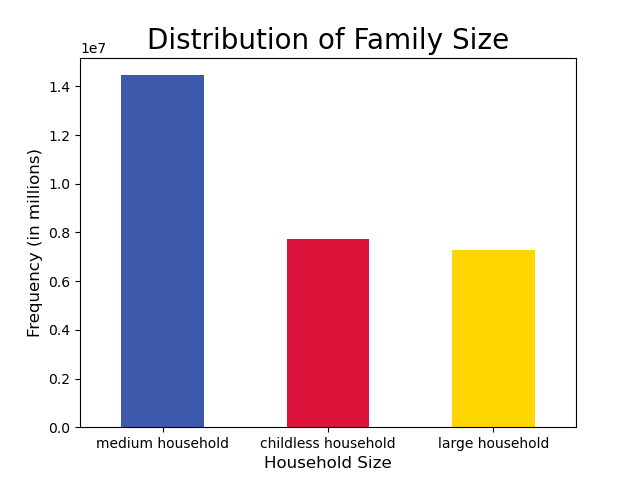 Distribution of Family Size
1e7
1.4
1.2
1.0
0.8
0.6
0.4
0.2
0.0
Frequency (in millions)
medium household childless household large household
Household Size